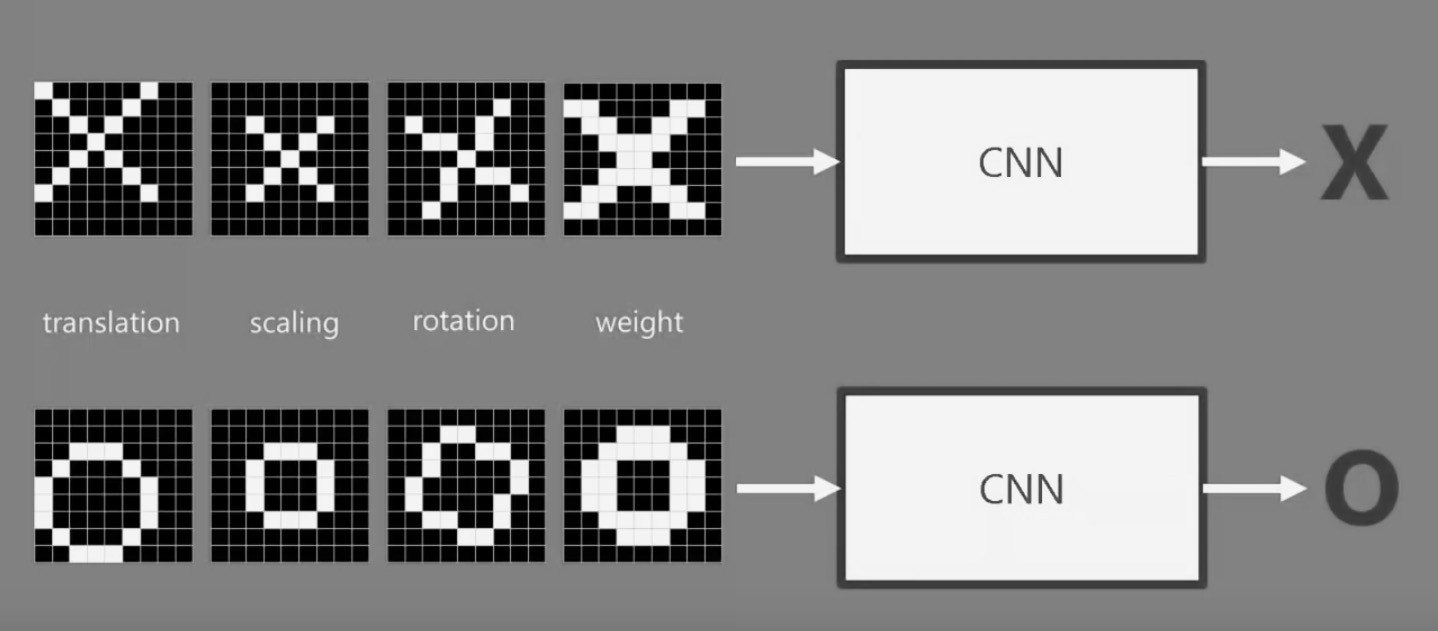 CNN
X
translation
scaling
rotation
weight
CNN
O